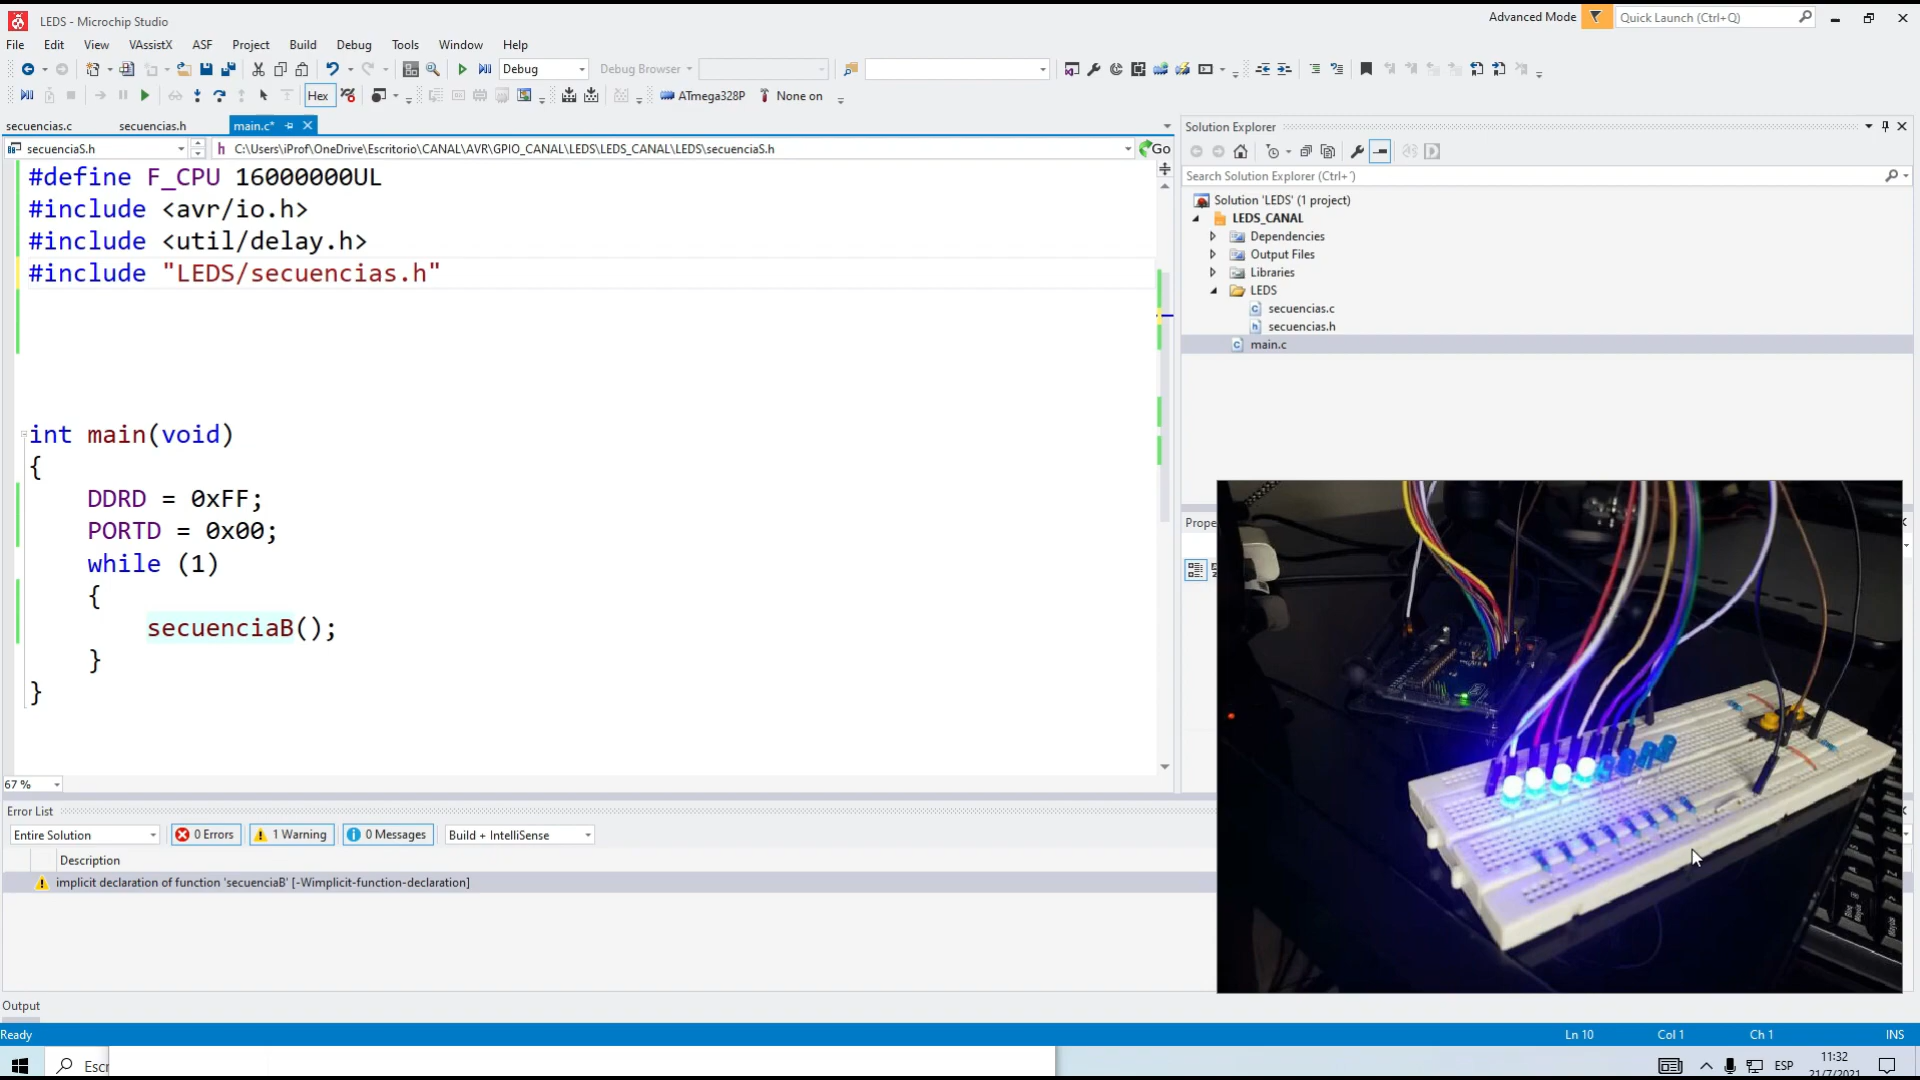 LEDS - Microchip Studio
Advanced Mode
Quick Launch (Ctrl+Q)
File Edit View VAssistX ASF Project Build Debug Tools Window Help
Debug
Debug Browser
Hex
ATmega328P
None on
secuencias.c
secuencias.h
main.c*
secuenciaS.h
C:\Users\iProf\OneDrive\Escritorio\CANAL\AVR\GPIO_CANAL\LEDS\LEDS_CANAL\LEDS\secuenciaS.h
Go
#define F_CPU 16000000UL
#include <avr/io.h>
#include <util/delay.h>
#include "LEDS/secuencias.h"
int main(void)
{
DDRD = 0xFF;
PORTD = 0x00;
while (1)
{
secuenciaB();
}
}
67 %
Solution Explorer
Search Solution Explorer (Ctrl+´)
Solution 'LEDS' (1 project)
LEDS_CANAL
Dependencies
Output Files
Libraries
LEDS
secuencias.c
secuencias.h
main.c
Prope
Error List
Entire Solution
0 Errors
1 Warning
0 Messages
Build + IntelliSense
Description
implicit declaration of function 'secuenciaB' [-Wimplicit-function-declaration]
Output
Ready
Ln 10
Col 1
Ch 1
INS
Escr
ESP
11:32
21/7/2021